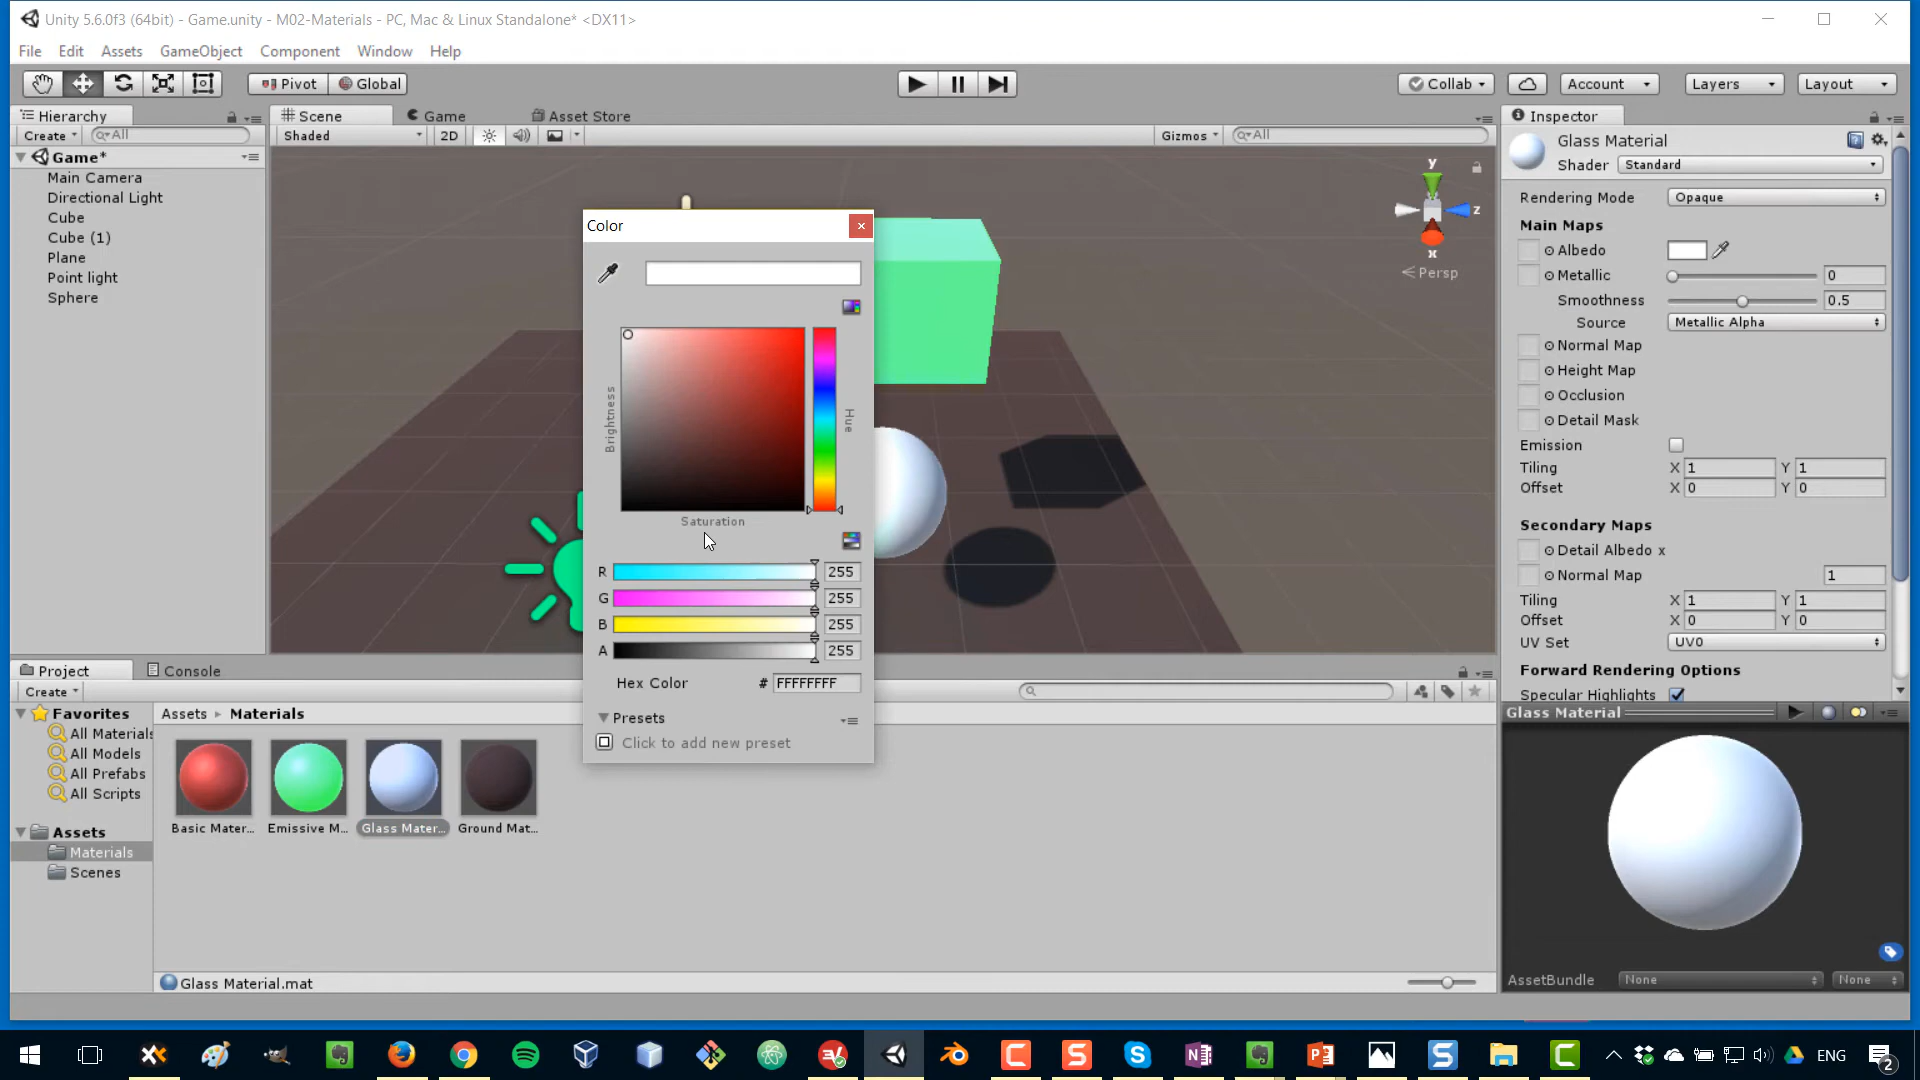 Unity 5.6.0f3 (64bit) - Game.unity - M02-Materials - PC, Mac & Linux Standalone* <DX11>
File Edit Assets GameObject Component Window Help
Pivot Global Collab Account Layers Layout
Hierarchy
Create All
Game*
Main Camera
Directional Light
Cube
Cube (1)
Plane
Point light
Sphere
Scene Game Asset Store
Shaded 2D Gizmos All
y
z
x
Persp
Color
Brightness
Hue
Saturation
R 255
G 255
B 255
A 255
Hex Color # FFFFFFFF
Presets
Click to add new preset
Inspector
Glass Material
Shader Standard
Rendering Mode Opaque
Main Maps
Albedo
Metallic 0
Smoothness 0.5
Source Metallic Alpha
Normal Map
Height Map
Occlusion
Detail Mask
Emission
Tiling X 1 Y 1
Offset X 0 Y 0
Secondary Maps
Detail Albedo x
Normal Map 1
Tiling X 1 Y 1
Offset X 0 Y 0
UV Set UV0
Forward Rendering Options
Specular Highlights
Glass Material
AssetBundle None None
Project Console
Create
Favorites
All Materials
All Models
All Prefabs
All Scripts
Assets
Materials
Scenes
Assets Materials
Basic Mater... Emissive M... Glass Mater... Ground Mat...
Glass Material.mat
ENG 2